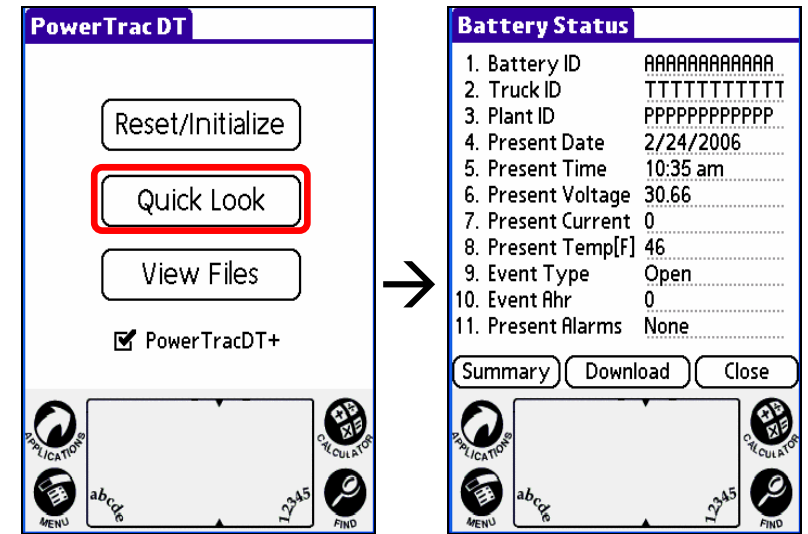 PowerTrac DT
Reset/Initialize
Quick Look
View Files
PowerTracDT+
APPLICATIONS
CALCULATOR
MENU
abcde
12345
FIND
→
Battery Status
1. Battery ID AAAAAAAAAAAA
2. Truck ID TTTTTTTTTTT
3. Plant ID PPPPPPPPPPPP
4. Present Date 2/24/2006
5. Present Time 10:35 am
6. Present Voltage 30.66
7. Present Current 0
8. Present Temp[F] 46
9. Event Type Open
10. Event Ahr 0
11. Present Alarms None
Summary Download Close
APPLICATIONS
CALCULATOR
MENU
abcde
12345
FIND